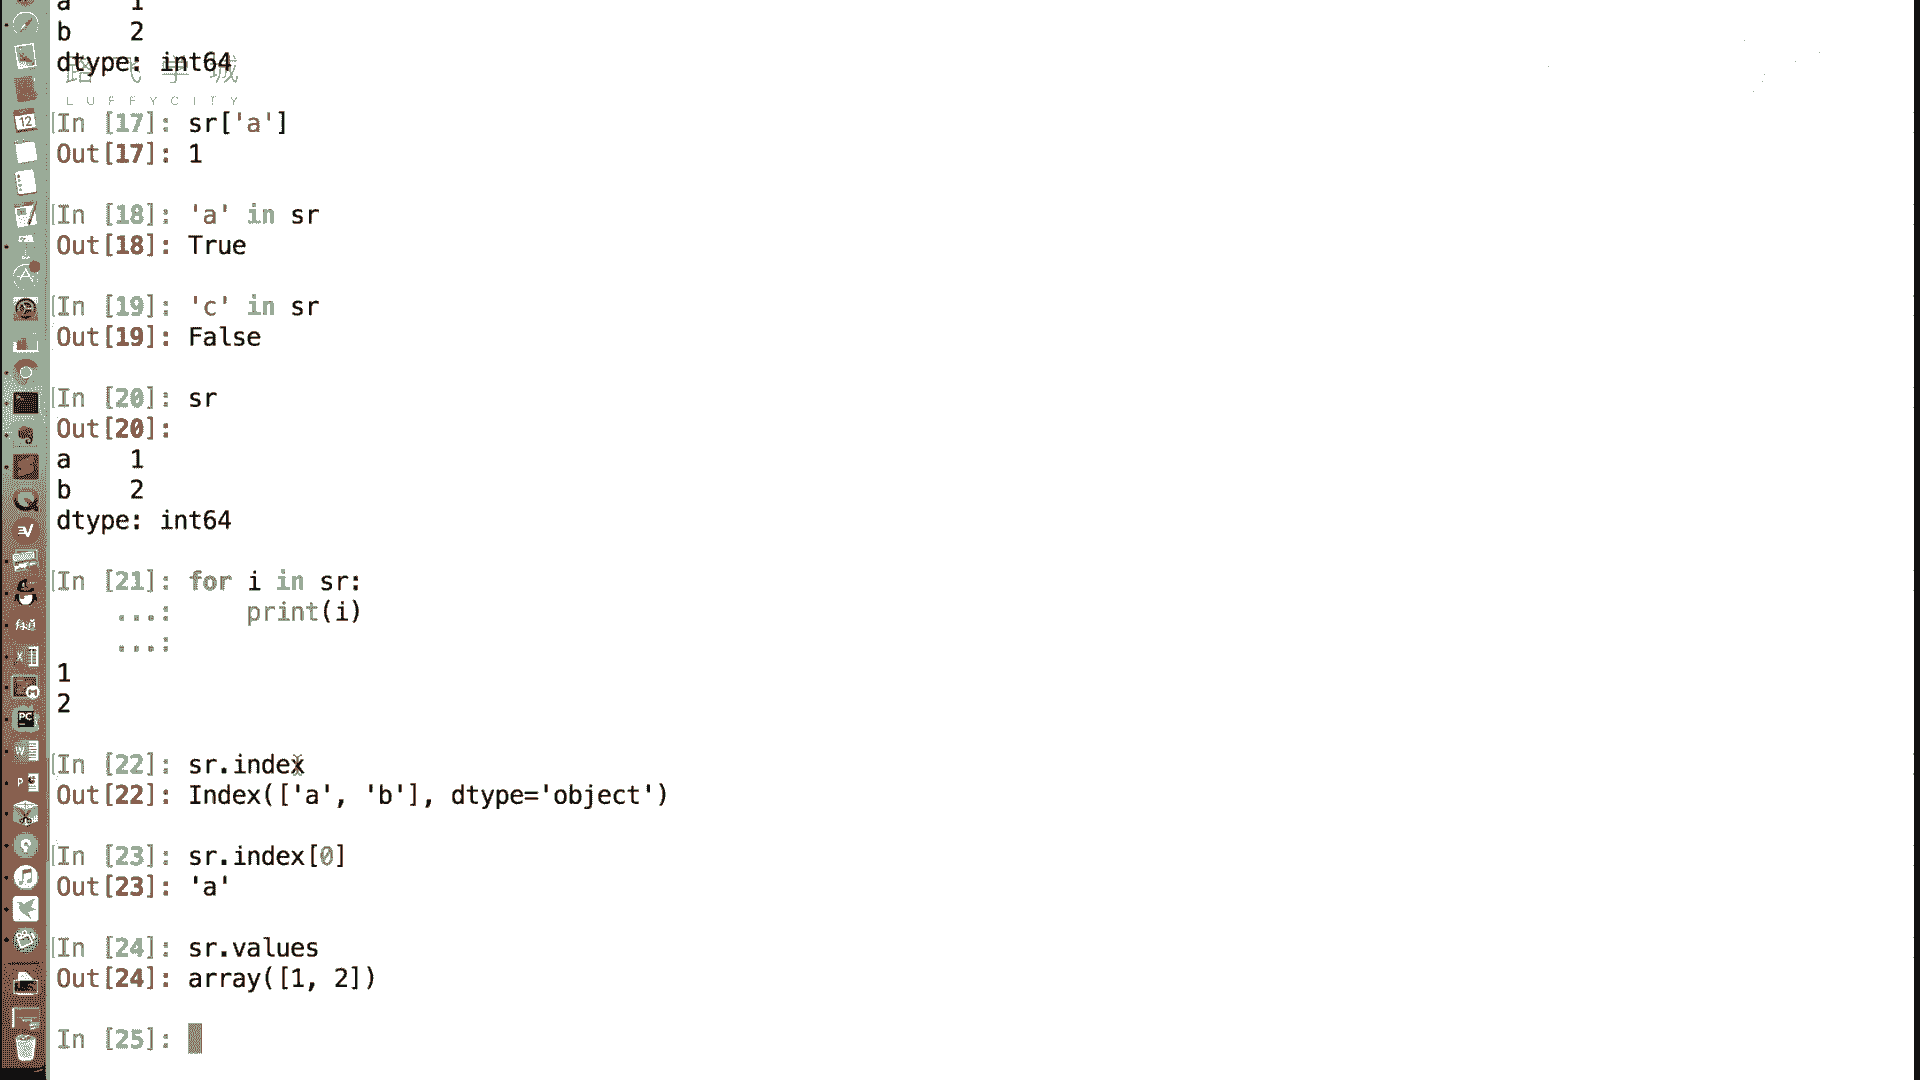 a    1
b    2
dtype: int64
路飞学城
LUFFYCITY
In [17]: sr['a']
Out[17]: 1
In [18]: 'a' in sr
Out[18]: True
In [19]: 'c' in sr
Out[19]: False
In [20]: sr
Out[20]:
a    1
b    2
dtype: int64
In [21]: for i in sr:
    ...:     print(i)
    ...:
1
2
In [22]: sr.index
Out[22]: Index(['a', 'b'], dtype='object')
In [23]: sr.index[0]
Out[23]: 'a'
In [24]: sr.values
Out[24]: array([1, 2])
In [25]: